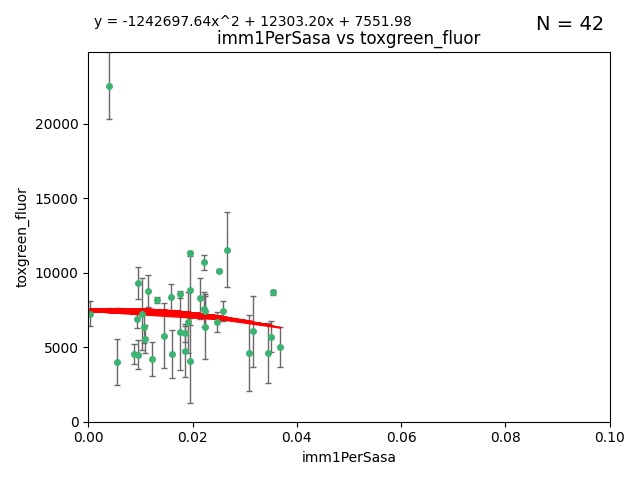 y = -1242697.64x^2 + 12303.20x + 7551.98
N = 42
imm1PerSasa vs toxgreen_fluor
toxgreen_fluor
20000
15000
10000
5000
0
0.00 0.02 0.04 0.06 0.08 0.10
imm1PerSasa